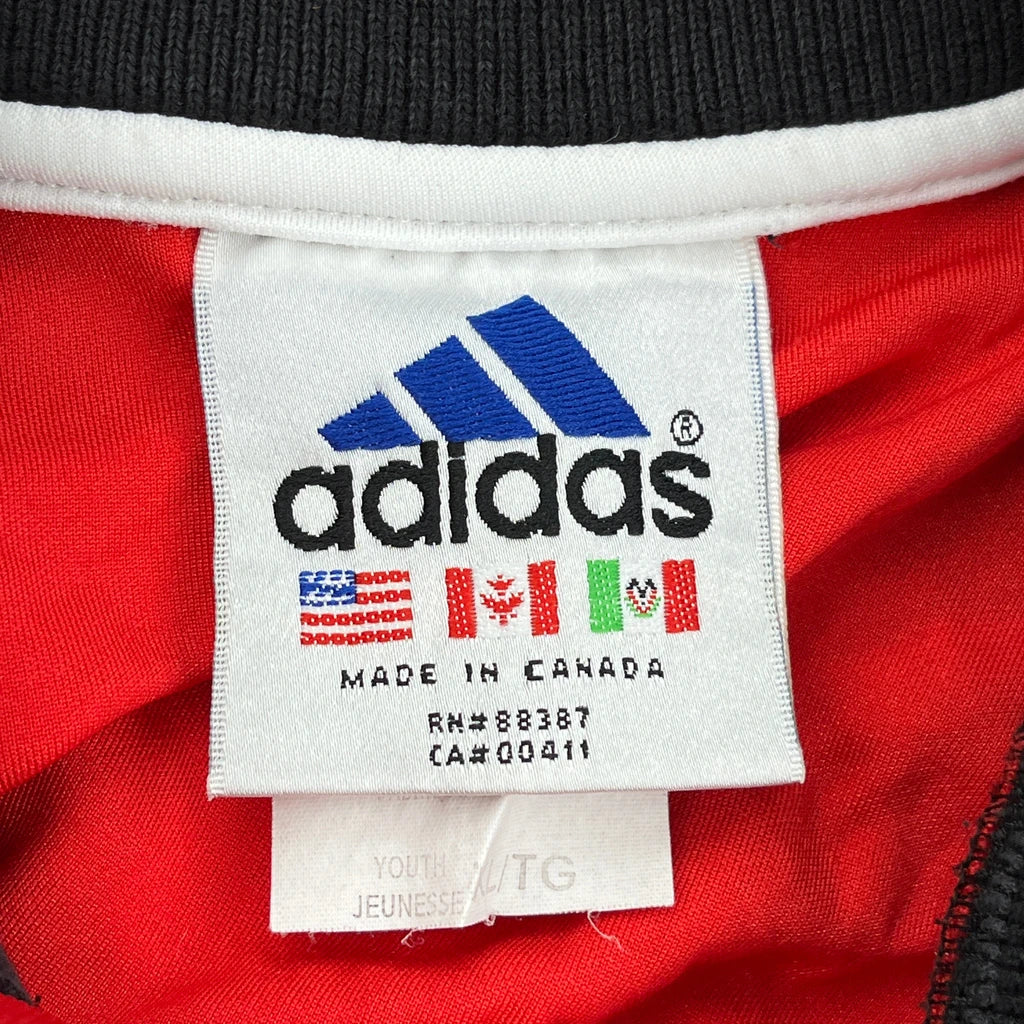 adidas®
MADE IN CANADA
RN#88387
CA#00411
YOUTH XL/TG
JEUNESSE